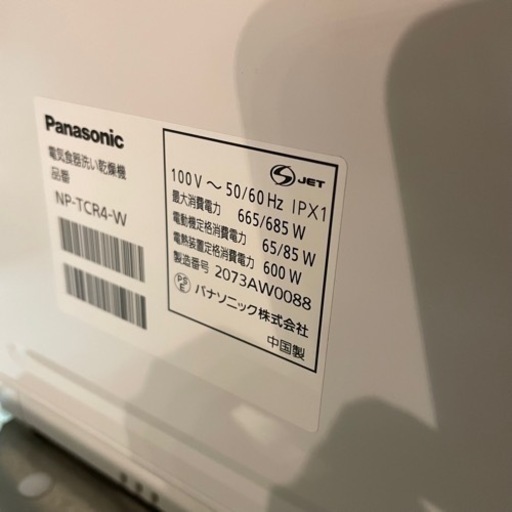 Panasonic
電気食器洗い乾燥機
品番
NP-TCR4-W
JET
100V～50/60Hz IPX1
最大消費電力 665/685W
電動機定格消費電力 65/85W
電熱装置定格消費電力 600W
製造番号 2073AW0088
PSE パナソニック株式会社
中国製